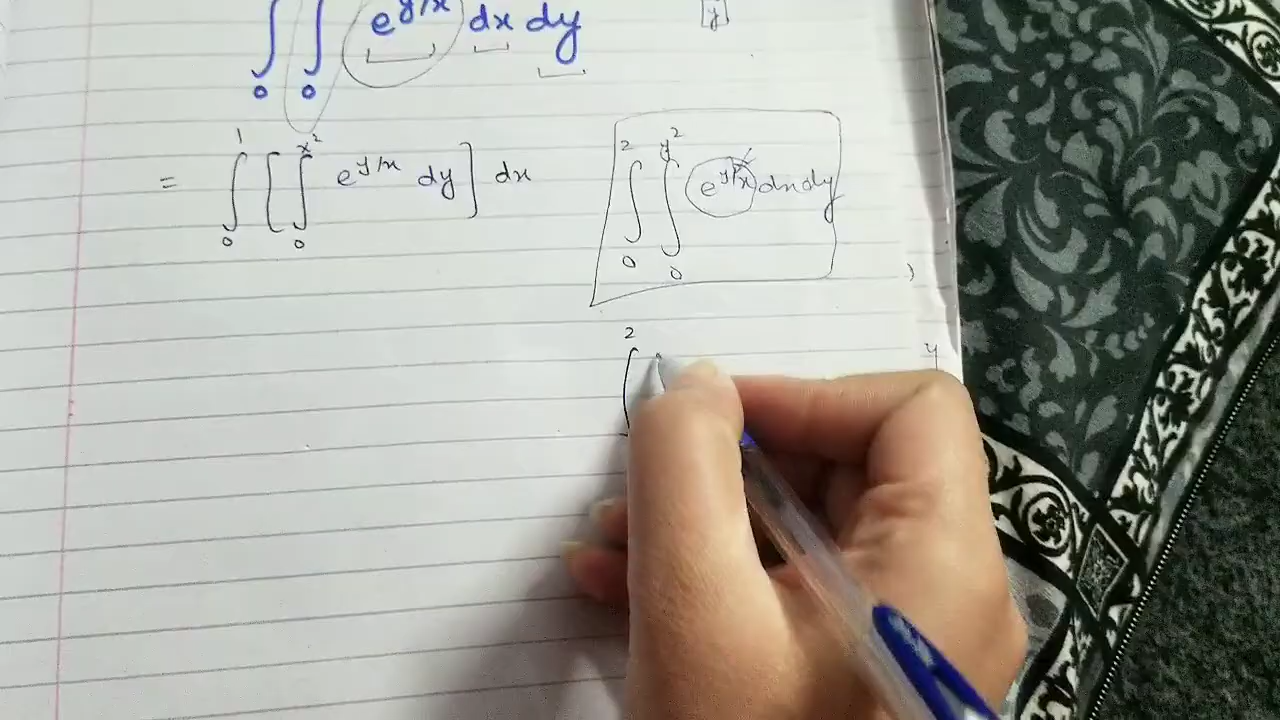 ∫₀ ∫₀ e^{y/x} dx dy [y]
= ∫₀¹ [ ∫₀^{x²} e^{y/x} dy ] dx
∫₀² ∫₀^{y²} e^{y/x} dx dy
2
y